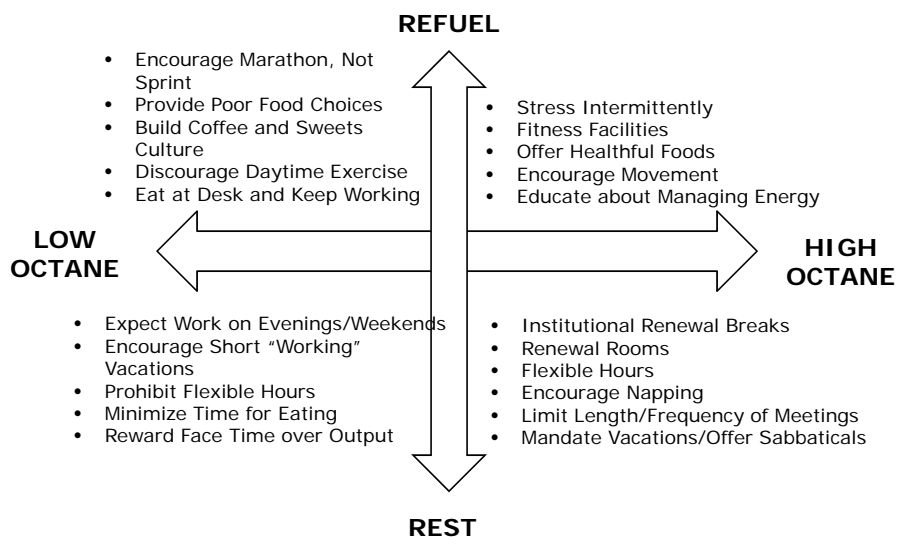 REFUEL
• Encourage Marathon, Not
Sprint
• Provide Poor Food Choices
• Build Coffee and Sweets
Culture
• Discourage Daytime Exercise
• Eat at Desk and Keep Working
• Stress Intermittently
• Fitness Facilities
• Offer Healthful Foods
• Encourage Movement
• Educate about Managing Energy
LOW
OCTANE
HIGH
OCTANE
• Expect Work on Evenings/Weekends
• Encourage Short “Working”
Vacations
• Prohibit Flexible Hours
• Minimize Time for Eating
• Reward Face Time over Output
• Institutional Renewal Breaks
• Renewal Rooms
• Flexible Hours
• Encourage Napping
• Limit Length/Frequency of Meetings
• Mandate Vacations/Offer Sabbaticals
REST